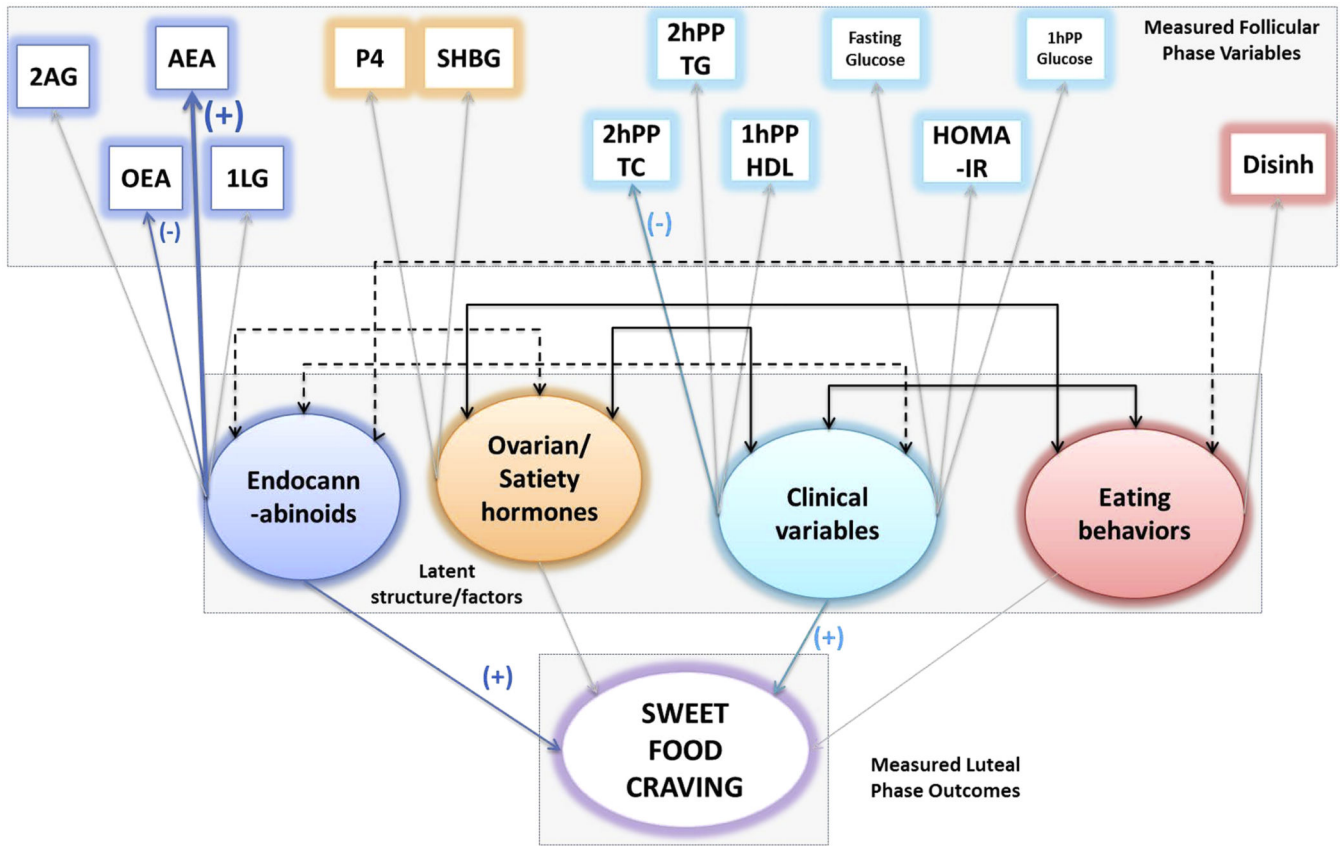 Measured Follicular
Phase Variables
2AG
AEA
(+)
OEA
(-)
1LG
P4
SHBG
2hPP
TG
2hPP
TC
(-)
1hPP
HDL
Fasting
Glucose
HOMA
-IR
1hPP
Glucose
Disinh
Endocann
-abinoids
Ovarian/
Satiety
hormones
Clinical
variables
Eating
behaviors
Latent
structure/factors
(+)
(+)
SWEET
FOOD
CRAVING
Measured Luteal
Phase Outcomes